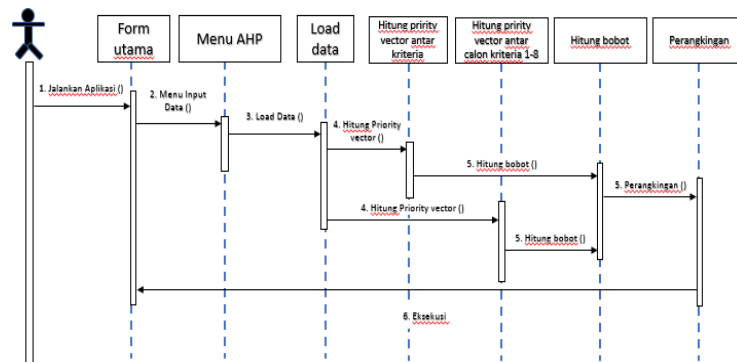 Form
utama
Menu AHP
Load
data
Hitung pririty
vector antar
kriteria
Hitung pririty
vector antar
calon kriteria 1-8
Hitung bobot
Perangkingan
1. Jalankan Aplikasi ()
2. Menu Input
Data ()
3. Load Data ()
4. Hitung Priority
vector ()
5. Hitung bobot ()
5. Perangkingan ()
4. Hitung Priority vector ()
5. Hitung bobot ()
6. Eksekusi